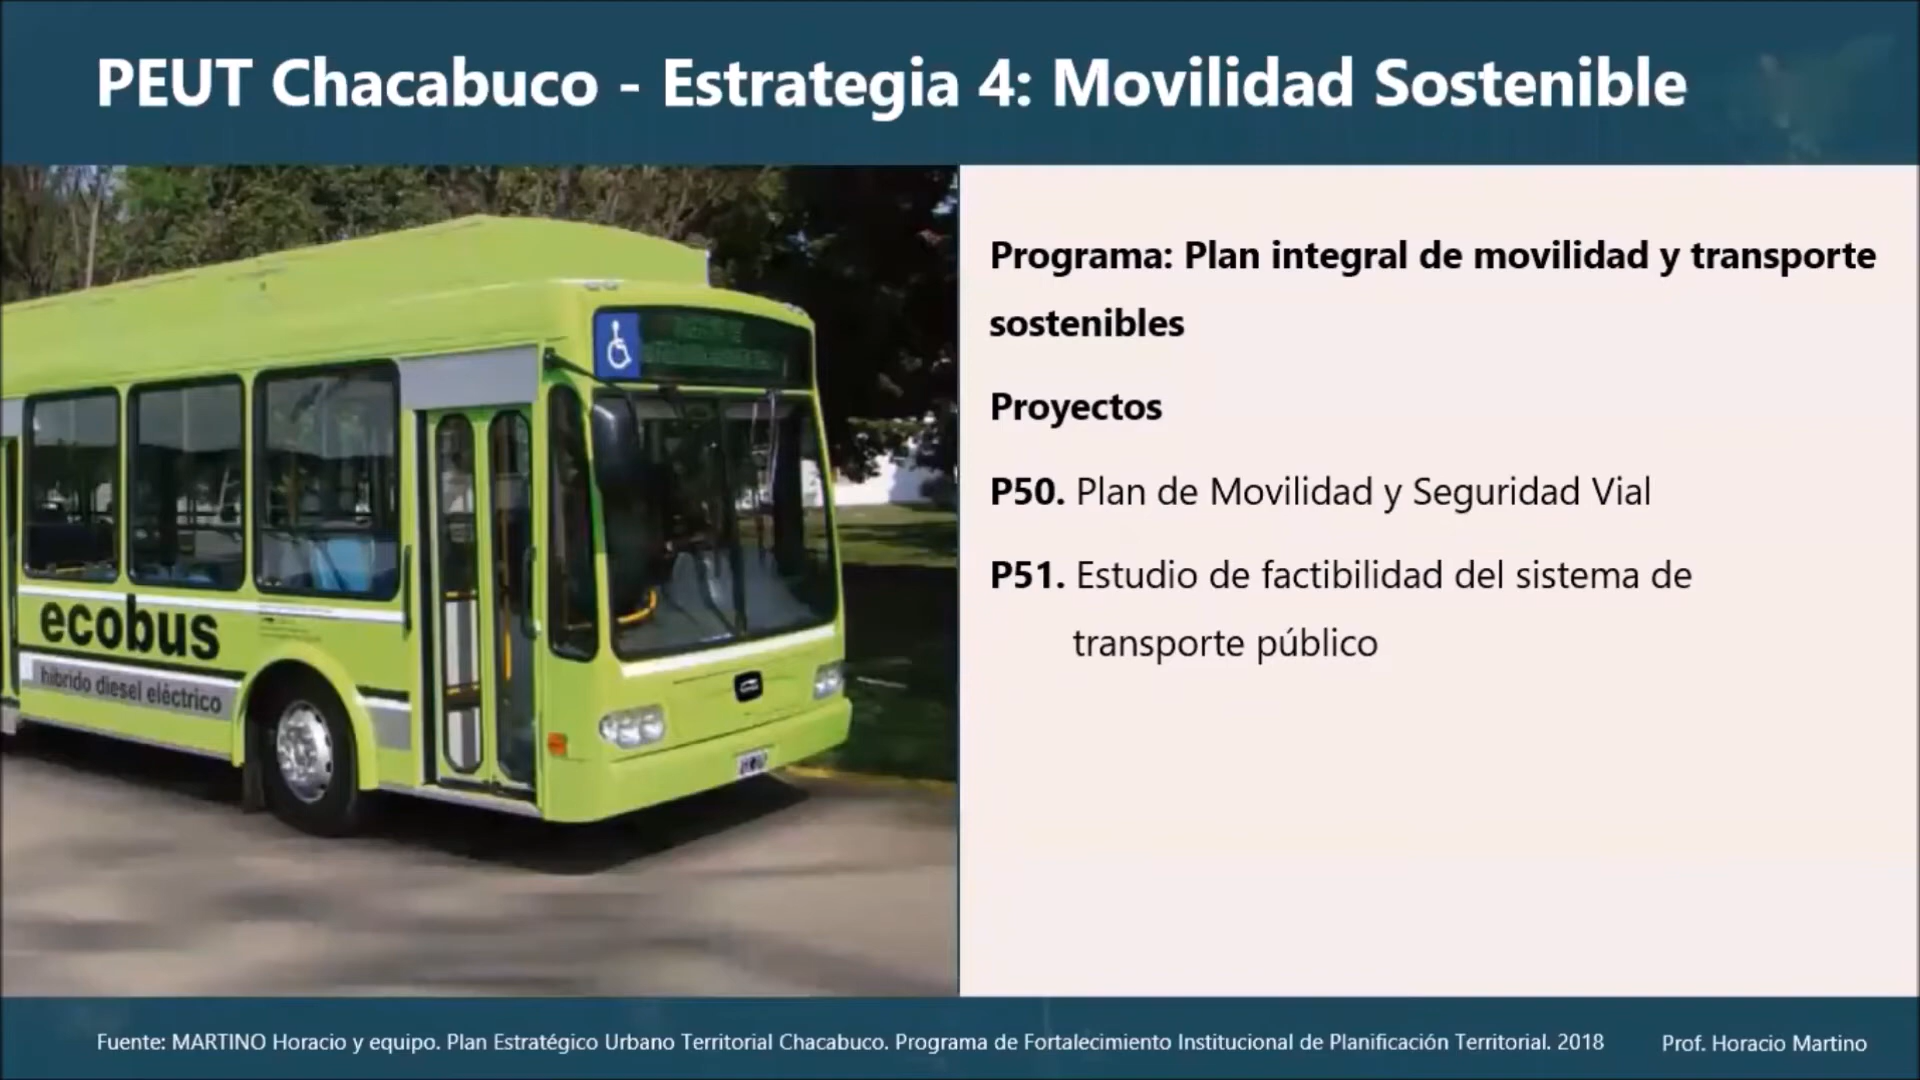 PEUT Chacabuco - Estrategia 4: Movilidad Sostenible
Programa: Plan integral de movilidad y transporte
sostenibles
Proyectos
P50. Plan de Movilidad y Seguridad Vial
P51. Estudio de factibilidad del sistema de
transporte público
ecobus
híbrido diesel eléctrico
Fuente: MARTINO Horacio y equipo. Plan Estratégico Urbano Territorial Chacabuco. Programa de Fortalecimiento Institucional de Planificación Territorial. 2018
Prof. Horacio Martino